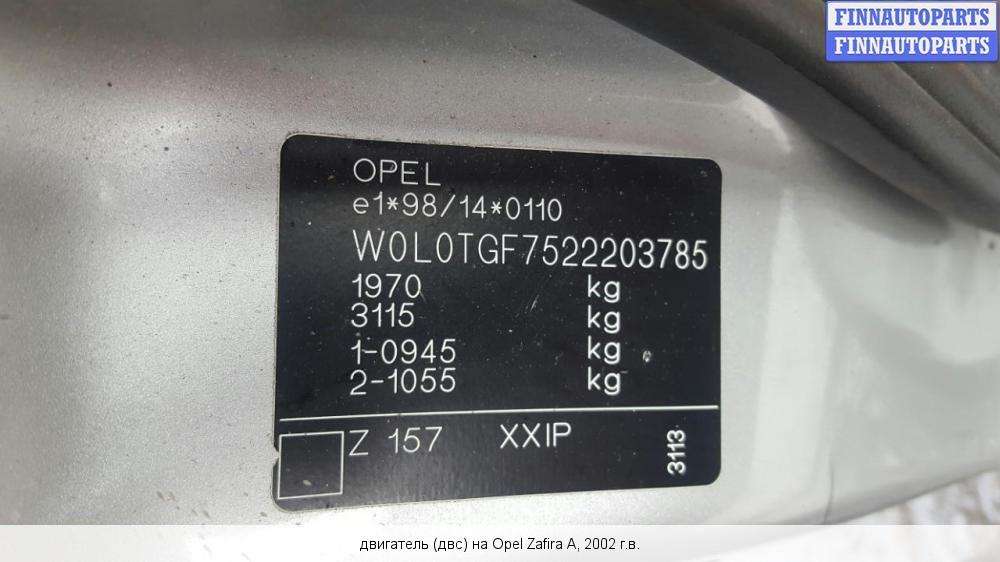 FINNAUTOPARTS
FINNAUTOPARTS
OPEL
e1*98/14*0110
W0L0TGF7522203785
1970 kg
3115 kg
1-0945 kg
2-1055 kg
Z 157 XXIP
3113
двигатель (двс) на Opel Zafira A, 2002 г.в.